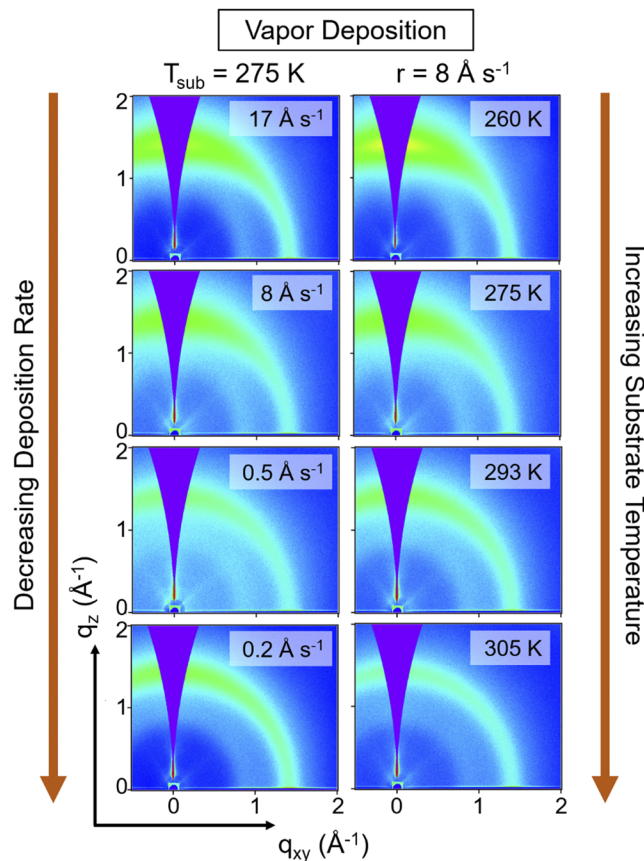 Vapor Deposition
T_sub = 275 K
r = 8 Å s⁻¹
Decreasing Deposition Rate
Increasing Substrate Temperature
2
17 Å s⁻¹
260 K
1
0
2
8 Å s⁻¹
275 K
1
0
2
0.5 Å s⁻¹
293 K
1
0
q_z (Å⁻¹)
2
0.2 Å s⁻¹
305 K
1
0
0 1 2 0 1 2
q_xy (Å⁻¹) q_xy (Å⁻¹)